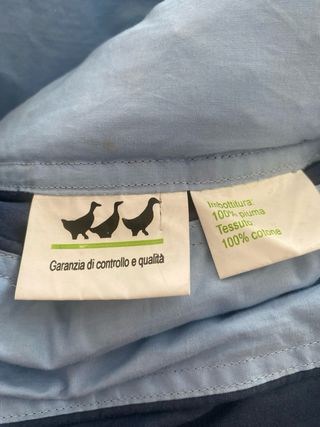 Garanzia di controllo e qualità
Imbottitura:
100% piuma
Tessuto
100% cotone